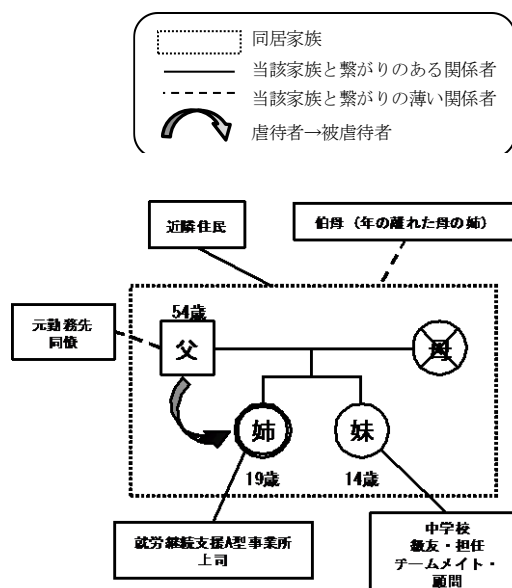 同居家族
当該家族と繋がりのある関係者
当該家族と繋がりの薄い関係者
虐待者→被虐待者
近隣住民
伯母（年の離れた母の姉）
元勤務先
同僚
54歳
父
母
姉
妹
19歳
14歳
就労継続支援A型事業所
上司
中学校
級友・担任
チームメイト・
顧問